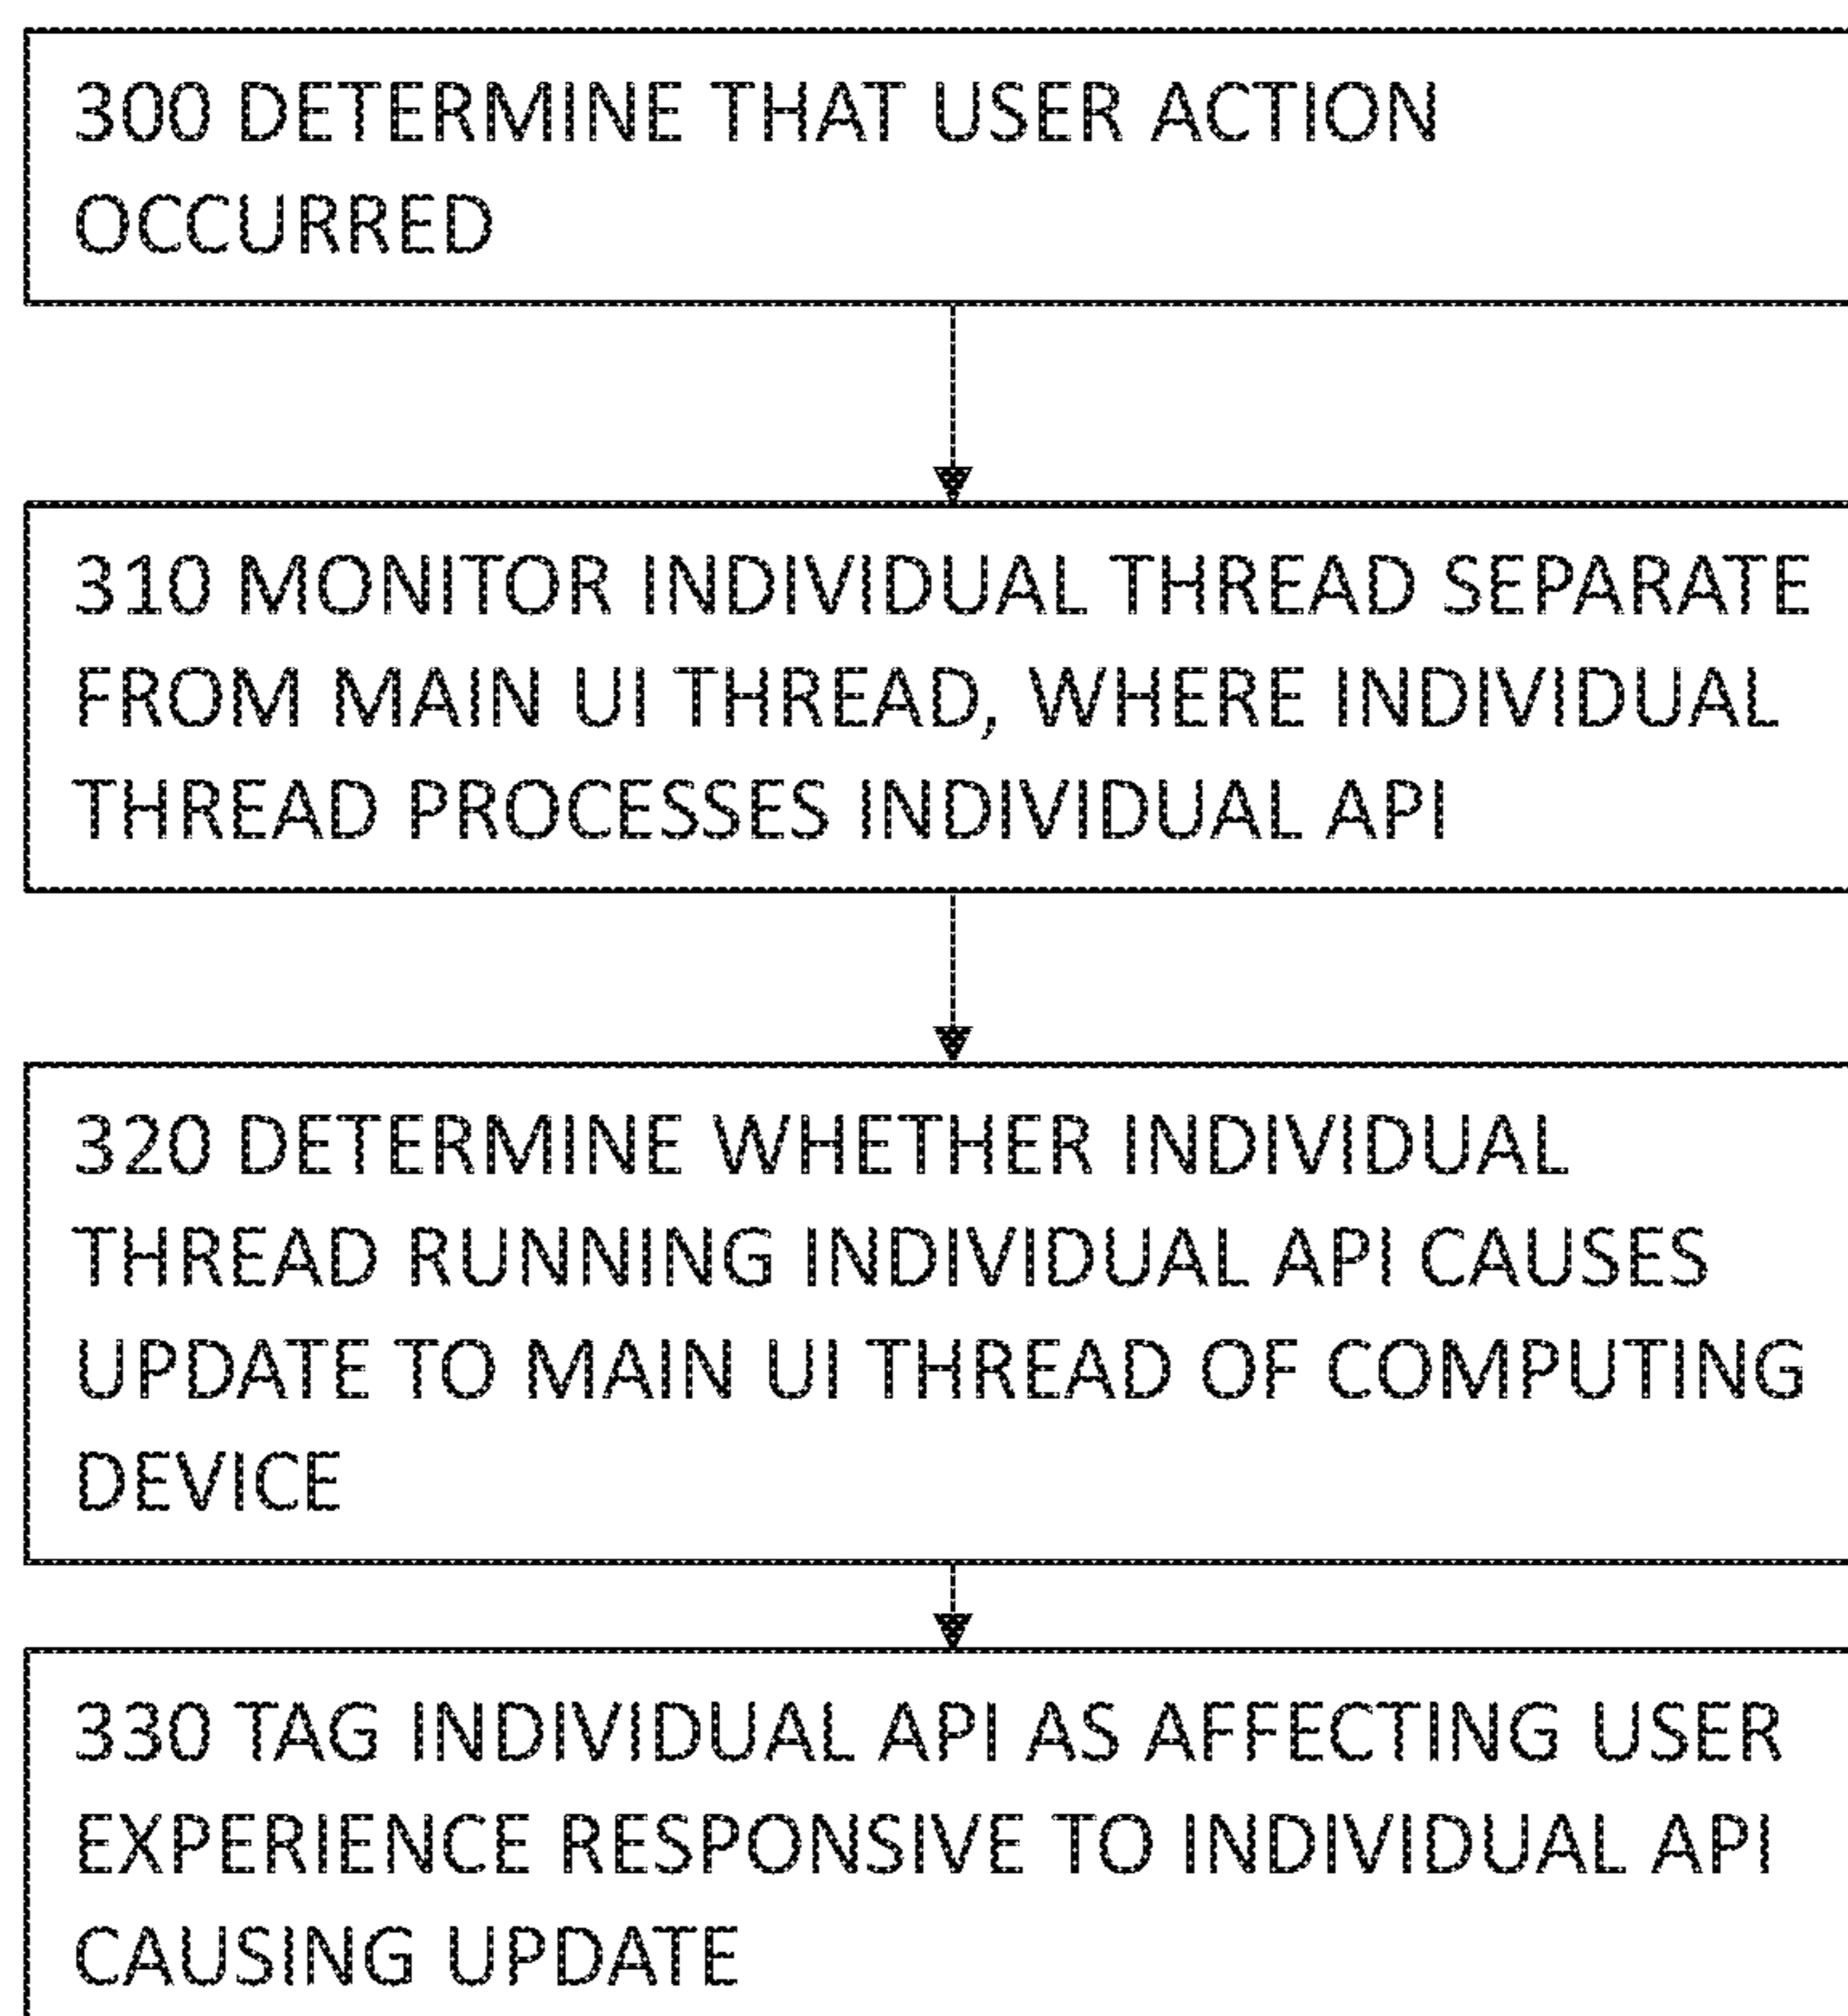 300 DETERMINE THAT USER ACTION
OCCURRED
310 MONITOR INDIVIDUAL THREAD SEPARATE
FROM MAIN UI THREAD, WHERE INDIVIDUAL
THREAD PROCESSES INDIVIDUAL API
320 DETERMINE WHETHER INDIVIDUAL
THREAD RUNNING INDIVIDUAL API CAUSES
UPDATE TO MAIN UI THREAD OF COMPUTING
DEVICE
330 TAG INDIVIDUAL API AS AFFECTING USER
EXPERIENCE RESPONSIVE TO INDIVIDUAL API
CAUSING UPDATE